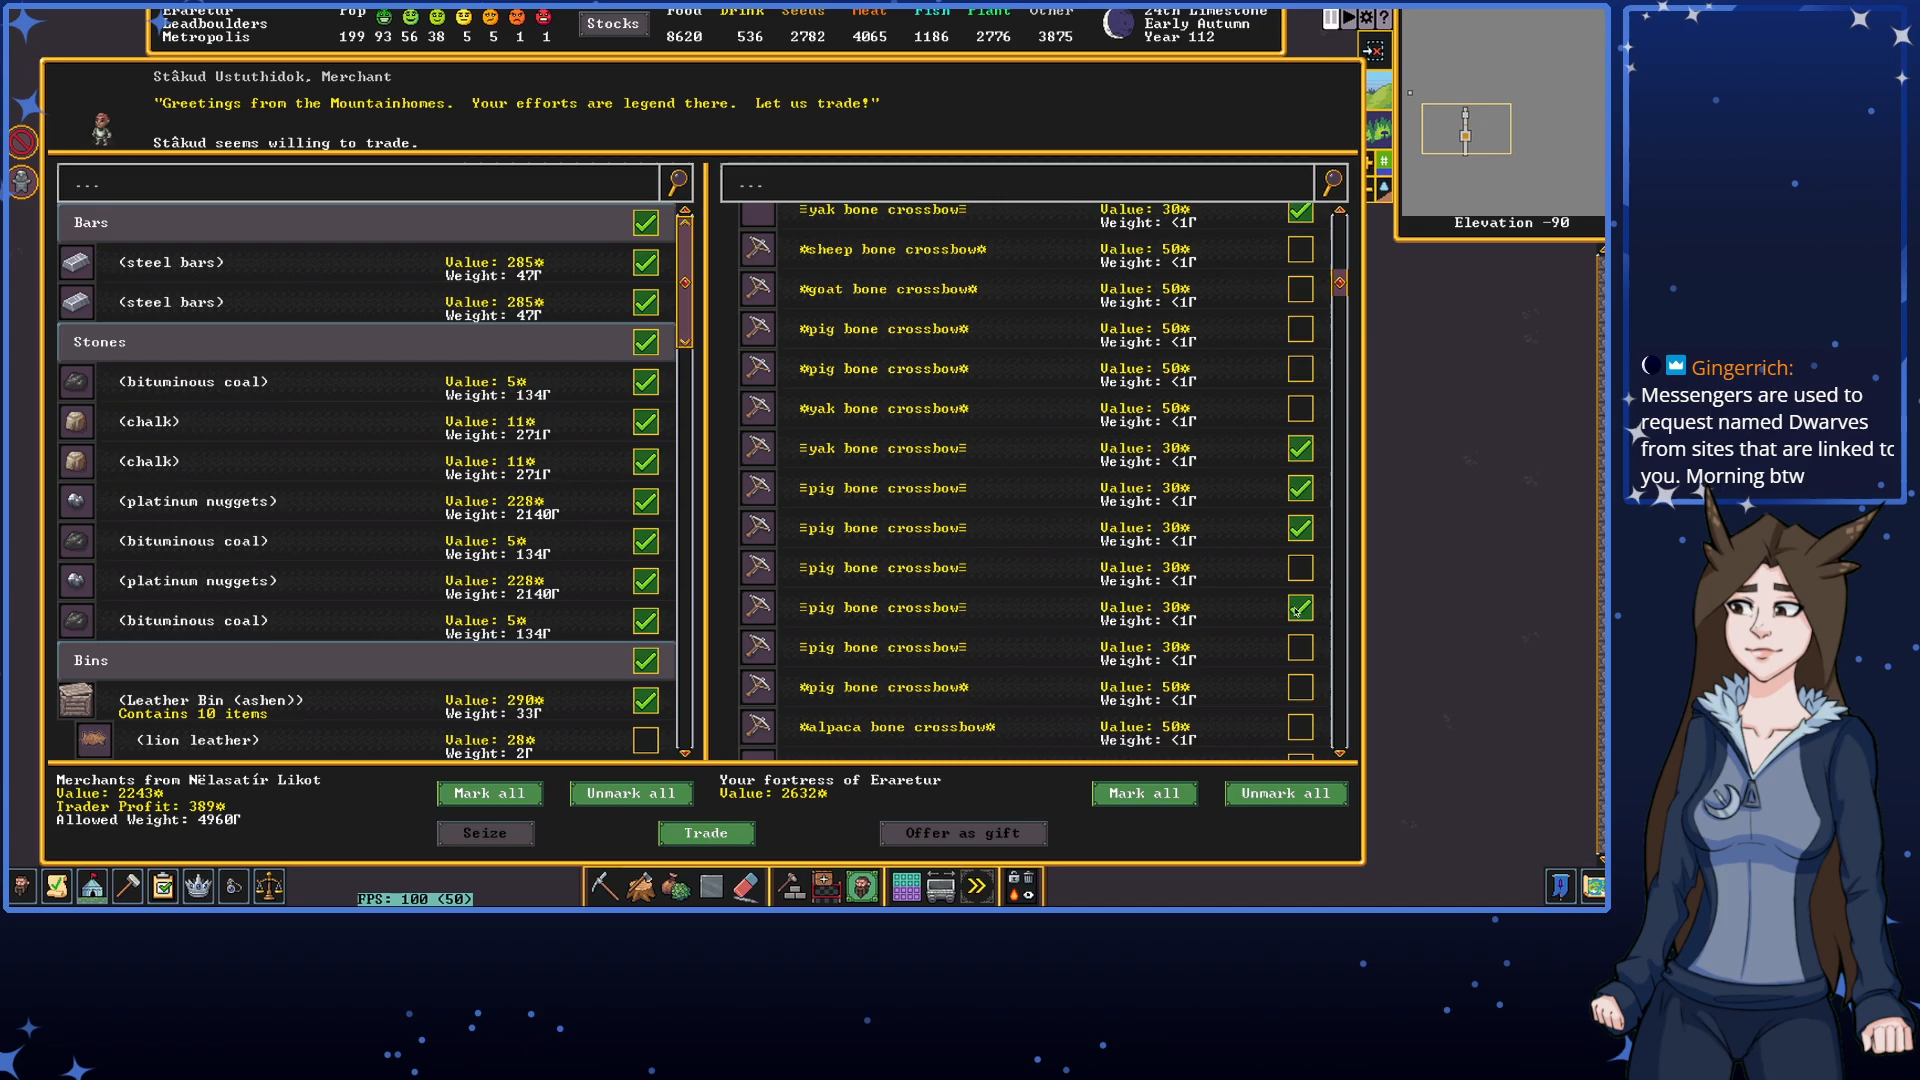 Eraretur
Leadboulders
Metropolis
Pop
199 93 56 38 5 5 1 1
Stocks
Food Drink Seeds Meat Fish Plant Other
8620 536 2782 4065 1186 2776 3875
24th Limestone
Early Autumn
Year 112
Stâkud Ustuthidok, Merchant
"Greetings from the Mountainhomes. Your efforts are legend there. Let us trade!"
Stâkud seems willing to trade.
Elevation -90
...
Bars
(steel bars) Value: 285☼
Weight: 47Γ
(steel bars) Value: 285☼
Weight: 47Γ
Stones
(bituminous coal) Value: 5☼
Weight: 134Γ
(chalk) Value: 11☼
Weight: 271Γ
(chalk) Value: 11☼
Weight: 271Γ
(platinum nuggets) Value: 228☼
Weight: 2140Γ
(bituminous coal) Value: 5☼
Weight: 134Γ
(platinum nuggets) Value: 228☼
Weight: 2140Γ
(bituminous coal) Value: 5☼
Weight: 134Γ
Bins
(Leather Bin (ashen)) Value: 290☼
Contains 10 items Weight: 33Γ
(lion leather) Value: 28☼
Weight: 2Γ
...
≡yak bone crossbow≡ Value: 30☼
Weight: <1Γ
☼sheep bone crossbow☼ Value: 50☼
Weight: <1Γ
☼goat bone crossbow☼ Value: 50☼
Weight: <1Γ
☼pig bone crossbow☼ Value: 50☼
Weight: <1Γ
☼pig bone crossbow☼ Value: 50☼
Weight: <1Γ
☼yak bone crossbow☼ Value: 50☼
Weight: <1Γ
≡yak bone crossbow≡ Value: 30☼
Weight: <1Γ
≡pig bone crossbow≡ Value: 30☼
Weight: <1Γ
≡pig bone crossbow≡ Value: 30☼
Weight: <1Γ
≡pig bone crossbow≡ Value: 30☼
Weight: <1Γ
≡pig bone crossbow≡ Value: 30☼
Weight: <1Γ
≡pig bone crossbow≡ Value: 30☼
Weight: <1Γ
☼pig bone crossbow☼ Value: 50☼
Weight: <1Γ
☼alpaca bone crossbow☼ Value: 50☼
Weight: <1Γ
Merchants from Nëlasatír Likot
Value: 2243☼
Trader Profit: 389☼
Allowed Weight: 4960Γ
Mark all
Unmark all
Your fortress of Eraretur
Value: 2632☼
Mark all
Unmark all
Seize
Trade
Offer as gift
FPS: 100 (50)
Gingerrich:
Messengers are used to
request named Dwarves
from sites that are linked to
you. Morning btw